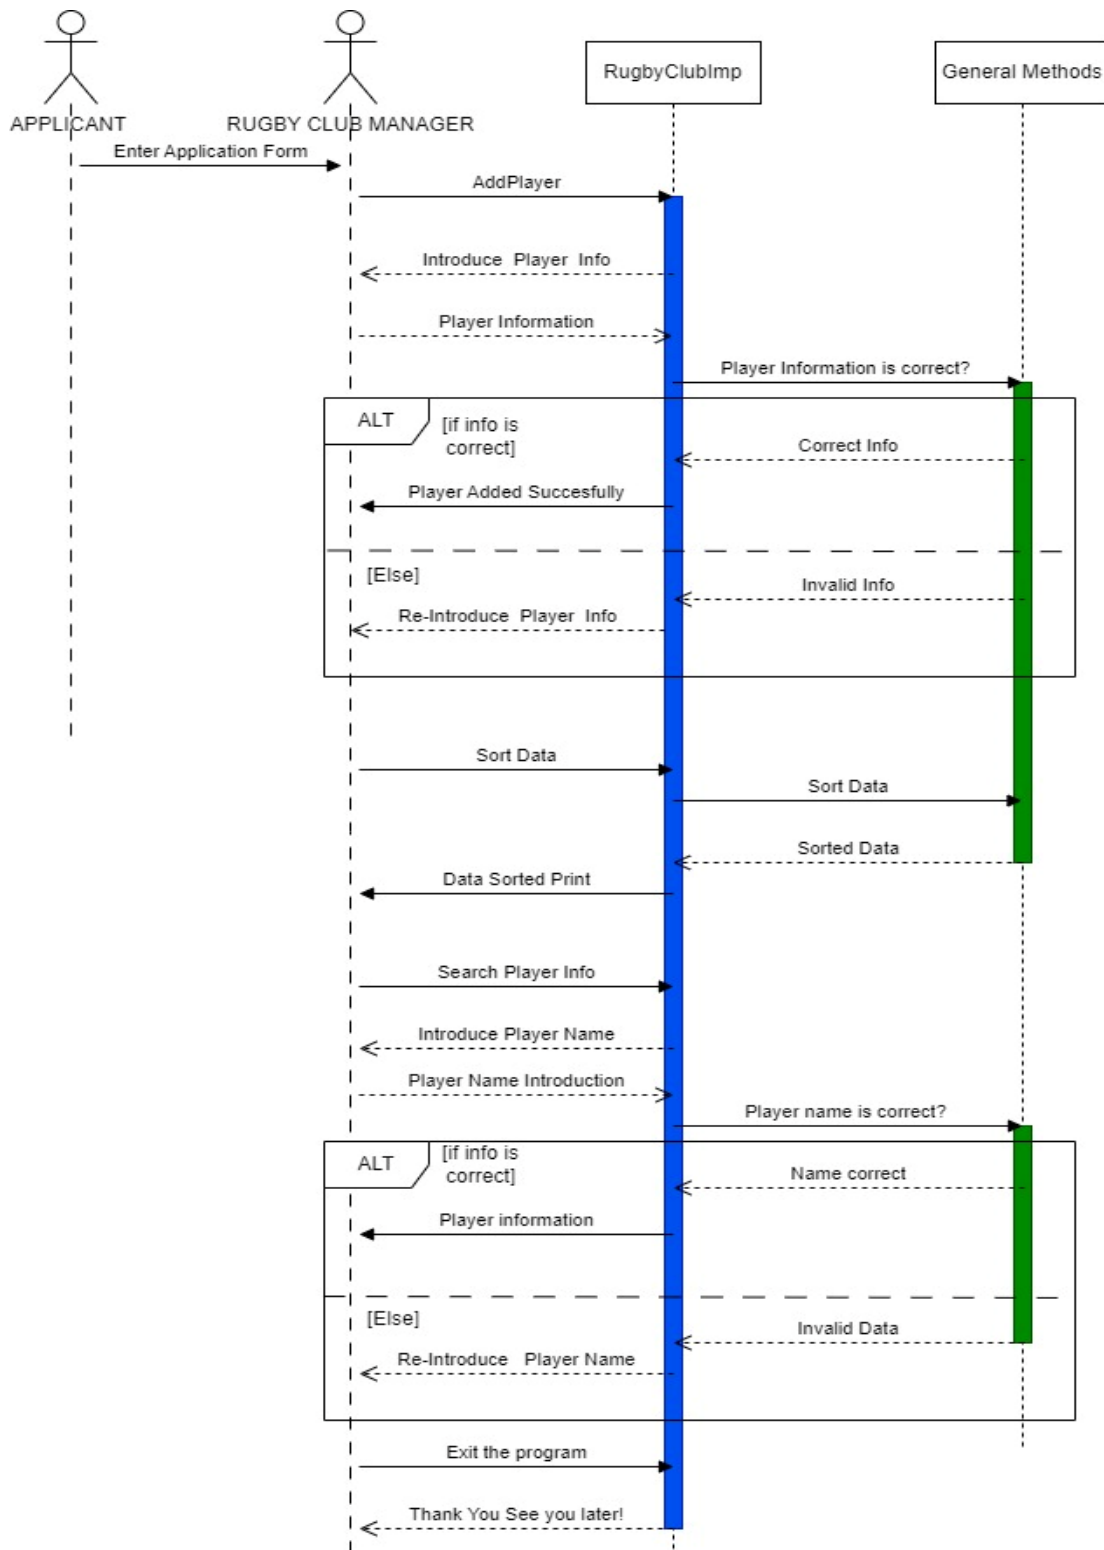 RugbyClubImp
General Methods
APPLICANT
RUGBY CLUB MANAGER
Enter Application Form
AddPlayer
Introduce Player Info
Player Information
Player Information is correct?
ALT
[if info is
correct]
Correct Info
Player Added Succesfully
[Else]
Invalid Info
Re-Introduce Player Info
Sort Data
Sort Data
Sorted Data
Data Sorted Print
Search Player Info
Introduce Player Name
Player Name Introduction
Player name is correct?
ALT
[if info is
correct]
Name correct
Player information
[Else]
Invalid Data
Re-Introduce Player Name
Exit the program
Thank You See you later!